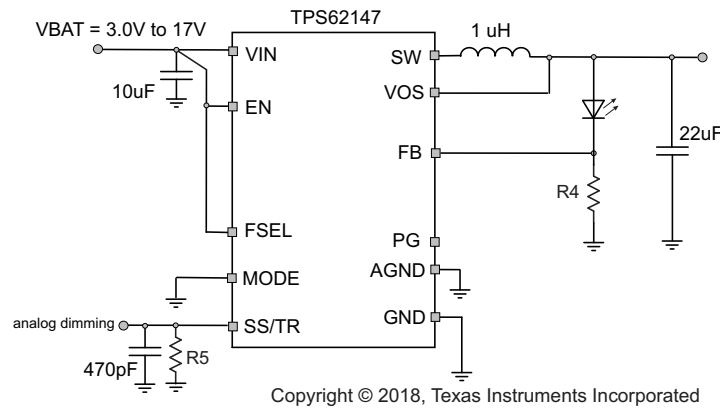 TPS62147
VBAT = 3.0V to 17V
1 uH
VIN
SW
10uF
VOS
EN
22uF
FB
R4
FSEL
PG
MODE
AGND
analog dimming
SS/TR
GND
470pF
R5
Copyright © 2018, Texas Instruments Incorporated